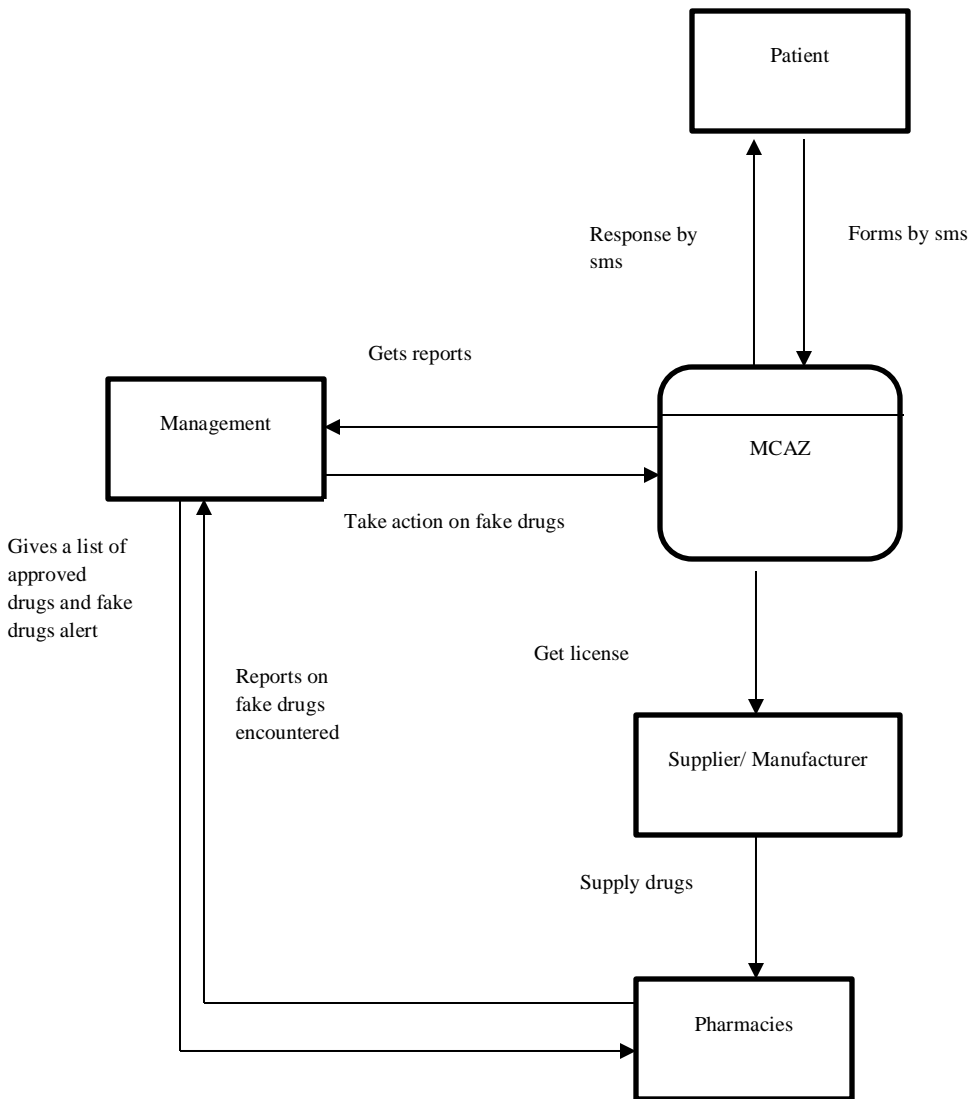 Patient
Response by
sms
Forms by sms
Gets reports
Management
MCAZ
Take action on fake drugs
Gives a list of
approved
drugs and fake
drugs alert
Get license
Reports on
fake drugs
encountered
Supplier/ Manufacturer
Supply drugs
Pharmacies